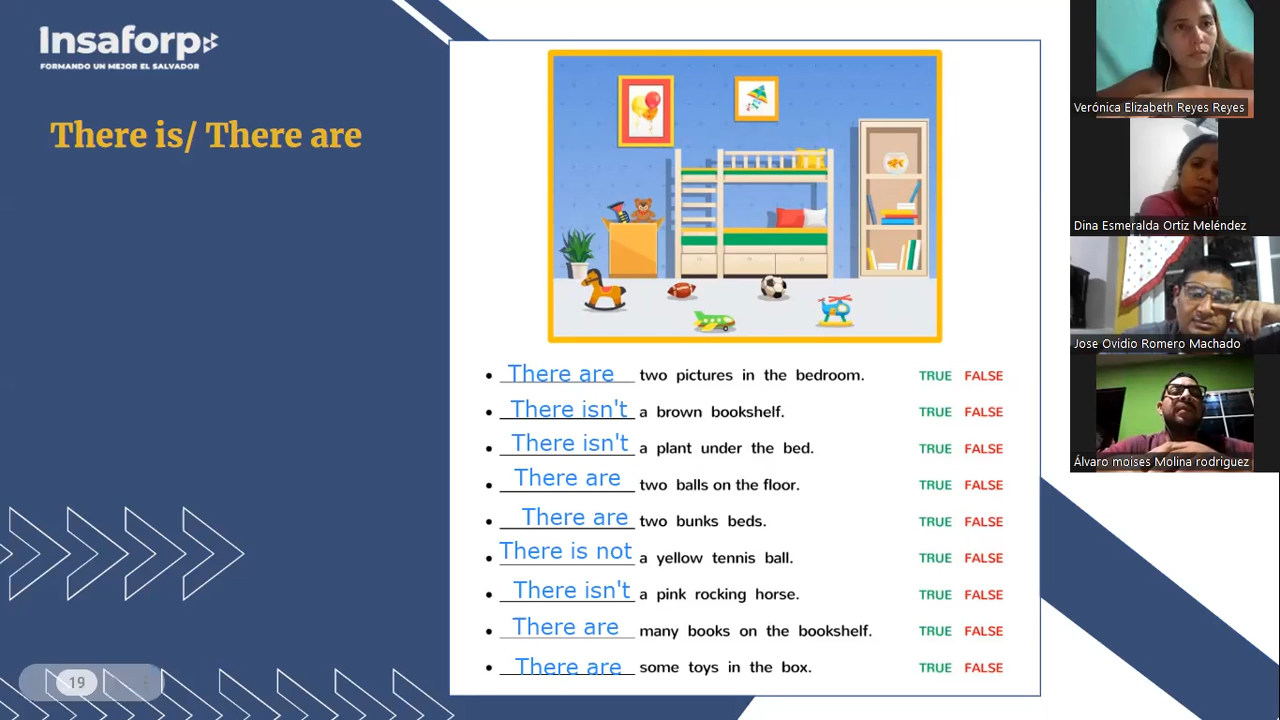 Insaforp
FORMANDO UN MEJOR EL SALVADOR
There is/ There are
• There are two pictures in the bedroom. TRUE FALSE
• There isn't a brown bookshelf. TRUE FALSE
• There isn't a plant under the bed. TRUE FALSE
• There are two balls on the floor. TRUE FALSE
• There are two bunks beds. TRUE FALSE
• There is not a yellow tennis ball. TRUE FALSE
• There isn't a pink rocking horse. TRUE FALSE
• There are many books on the bookshelf. TRUE FALSE
• There are some toys in the box. TRUE FALSE
19
Verónica Elizabeth Reyes Reyes
Dina Esmeralda Ortiz Meléndez
Jose Ovidio Romero Machado
Álvaro moises Molina rodriguez